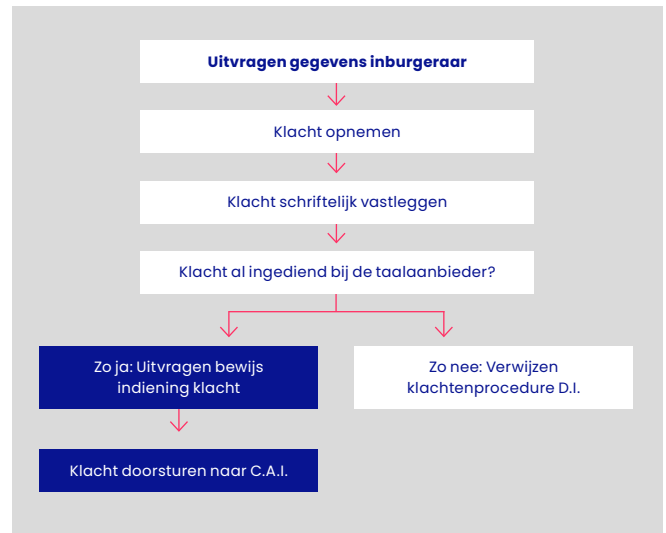 Uitvragen gegevens inburgeraar
Klacht opnemen
Klacht schriftelijk vastleggen
Klacht al ingediend bij de taalaanbieder?
Zo ja: Uitvragen bewijs
indiening klacht
Zo nee: Verwijzen
klachtenprocedure D.I.
Klacht doorsturen naar C.A.I.